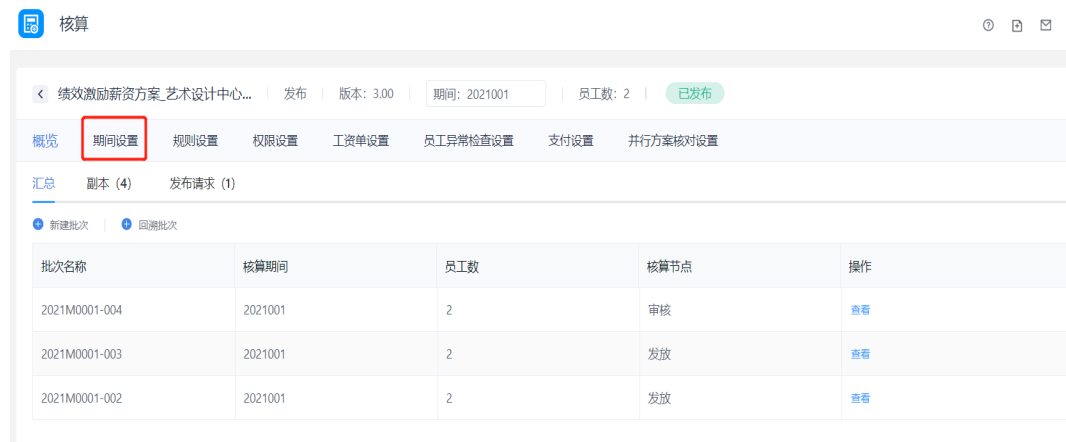 核算
绩效激励薪资方案_艺术设计中心... 发布 版本：3.00 期间：2021001 员工数：2 已发布
概览 期间设置 规则设置 权限设置 工资单设置 员工异常检查设置 支付设置 并行方案核对设置
汇总 副本（4） 发布请求（1）
新建批次 回溯批次
批次名称 核算期间 员工数 核算节点 操作
2021M0001-004 2021001 2 审核 查看
2021M0001-003 2021001 2 发放 查看
2021M0001-002 2021001 2 发放 查看